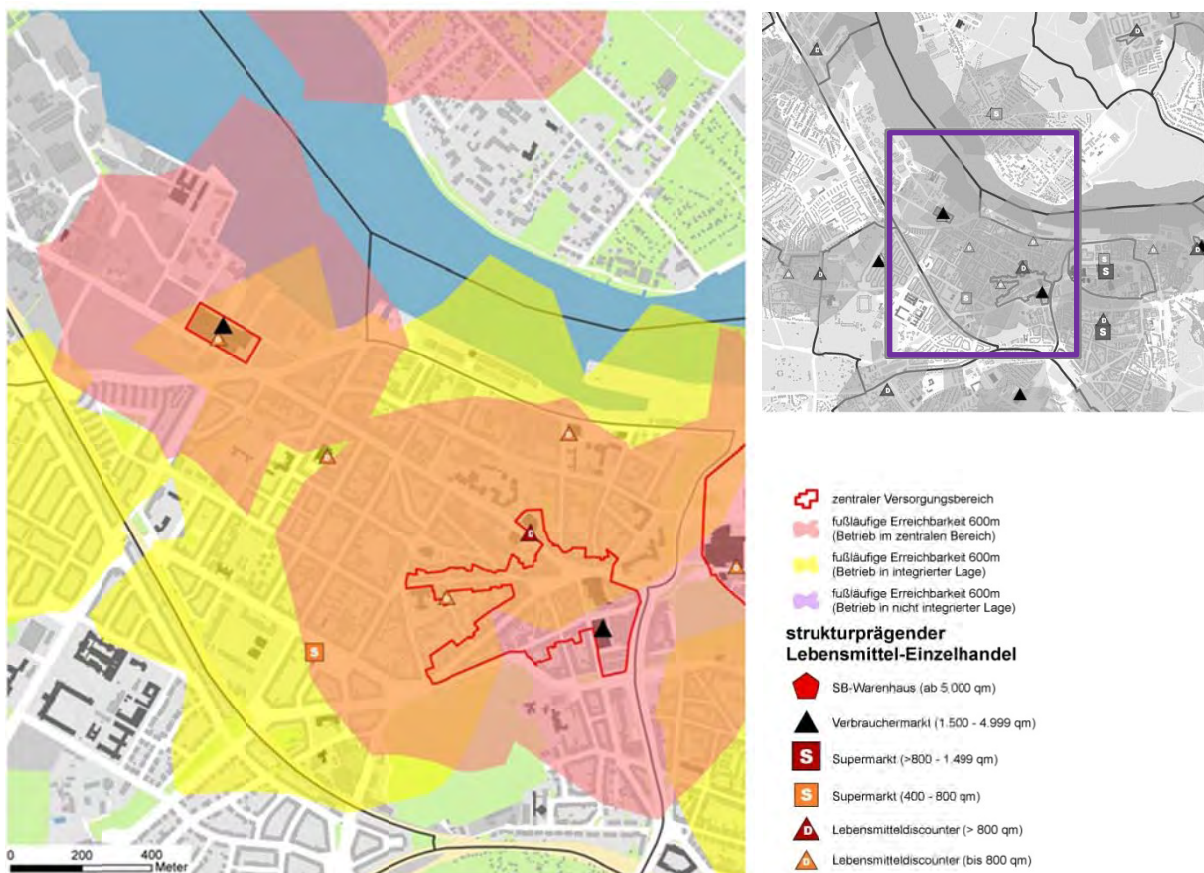 D
D
S
D
D
S
S
D
D
D
S
0 200 400
Meter
zentraler Versorgungsbereich
fußläufige Erreichbarkeit 600m
(Betrieb im zentralen Bereich)
fußläufige Erreichbarkeit 600m
(Betrieb in integrierter Lage)
fußläufige Erreichbarkeit 600m
(Betrieb in nicht integrierter Lage)
strukturprägender
Lebensmittel-Einzelhandel
SB-Warenhaus (ab 5.000 qm)
Verbrauchermarkt (1.500 - 4.999 qm)
S Supermarkt (>800 - 1.499 qm)
S Supermarkt (400 - 800 qm)
D Lebensmitteldiscounter (> 800 qm)
D Lebensmitteldiscounter (bis 800 qm)